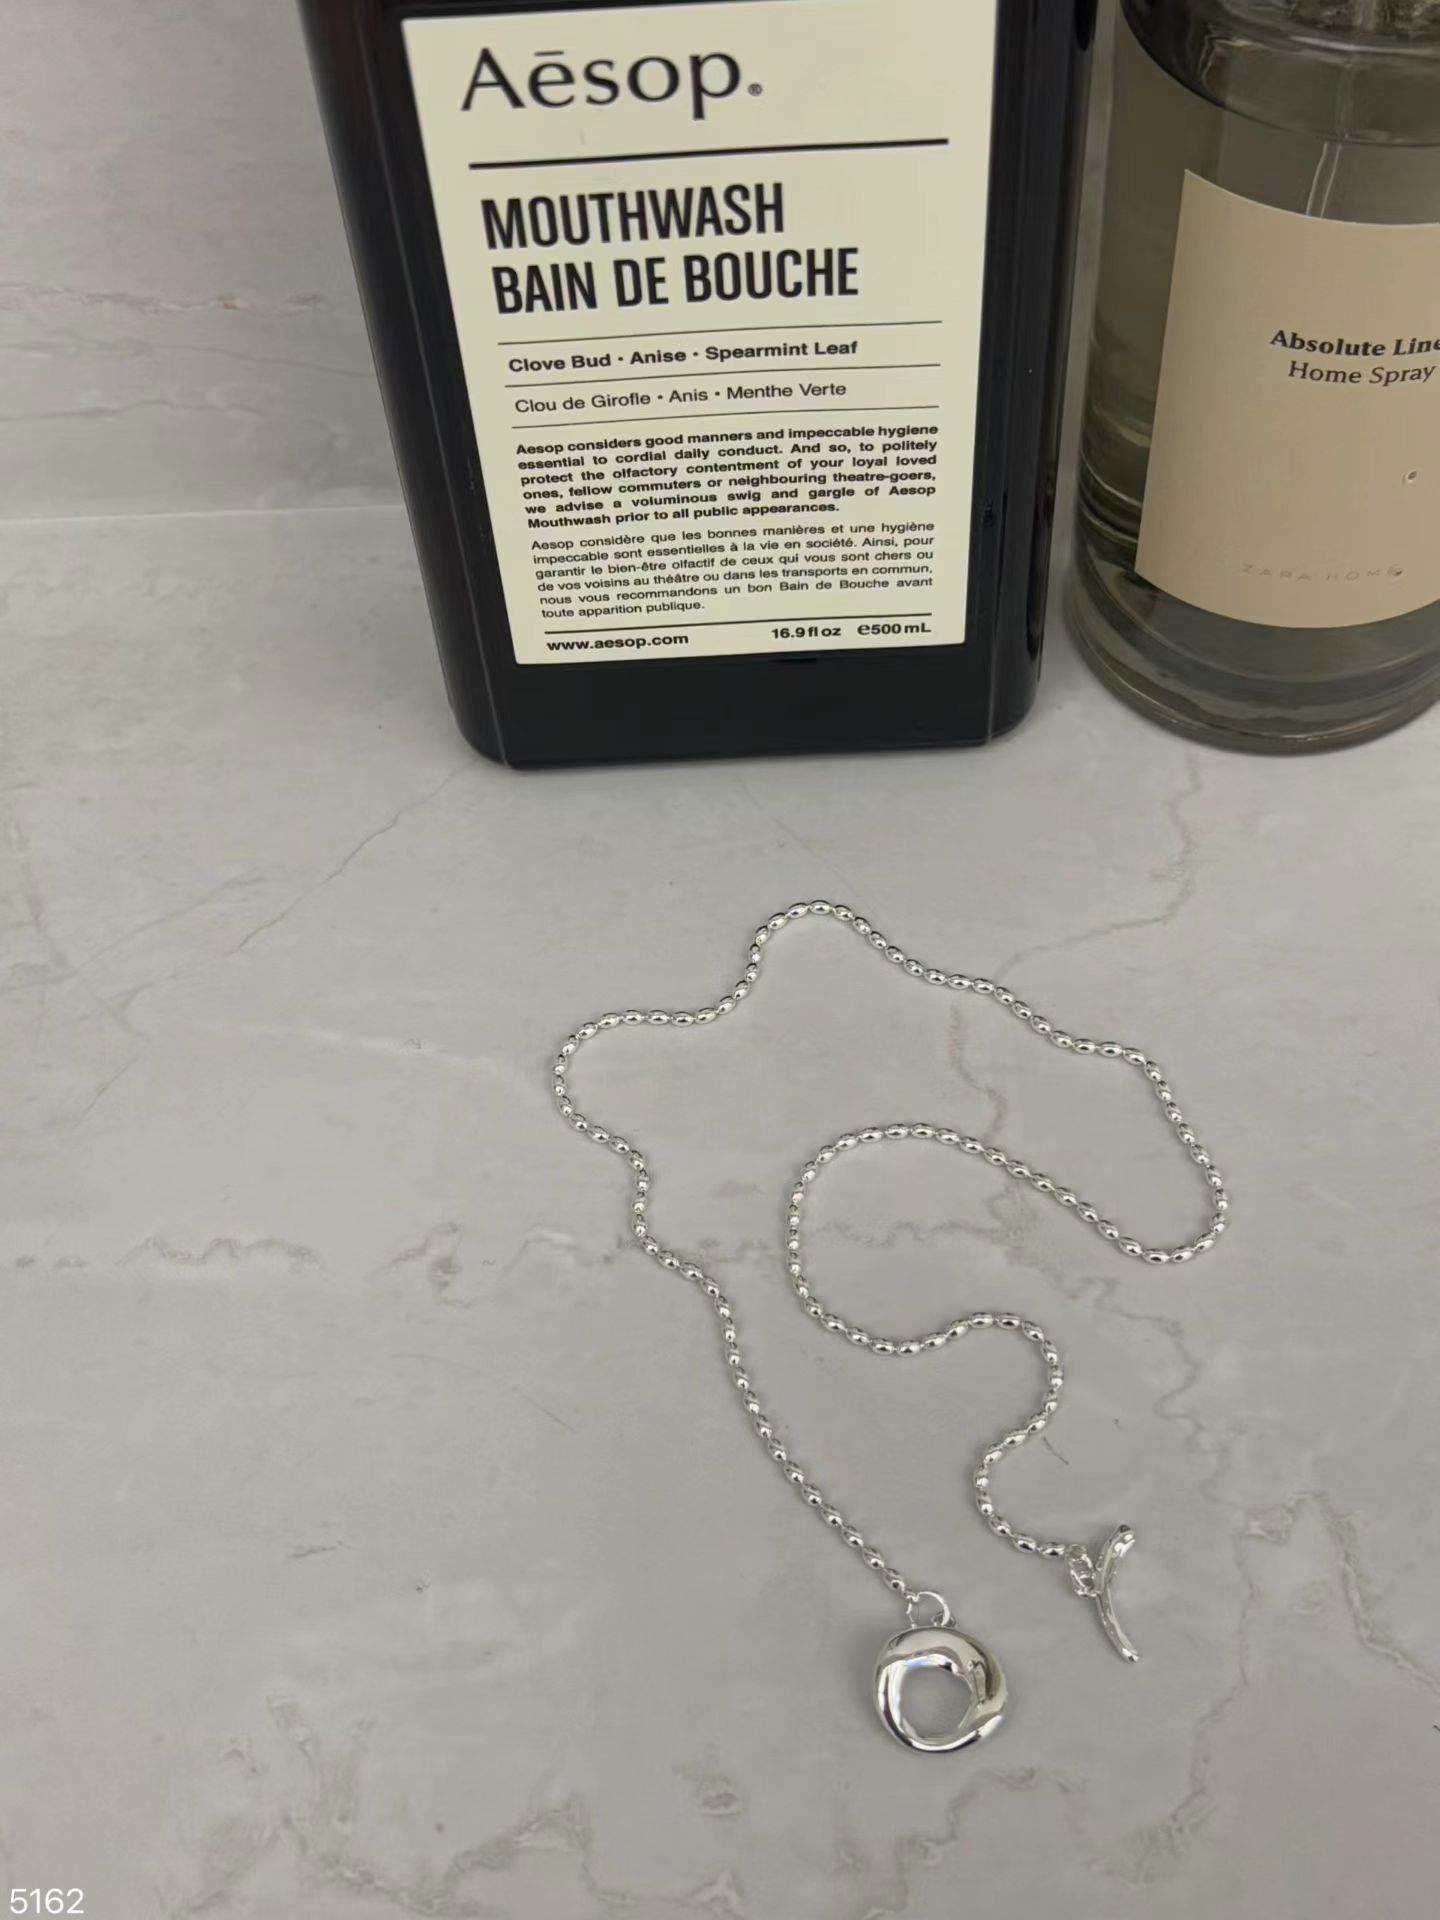 Aēsop.®
MOUTHWASH
BAIN DE BOUCHE
Clove Bud • Anise • Spearmint Leaf
Clou de Girofle • Anis • Menthe Verte
Aesop considers good manners and impeccable hygiene
essential to cordial daily conduct. And so, to politely
protect the olfactory contentment of your loyal loved
ones, fellow commuters or neighbouring theatre-goers,
we advise a voluminous swig and gargle of Aesop
Mouthwash prior to all public appearances.
Aesop considère que les bonnes manières et une hygiène
impeccable sont essentielles à la vie en société. Ainsi, pour
garantir le bien-être olfactif de ceux qui vous sont chers ou
de vos voisins au théâtre ou dans les transports en commun,
nous vous recommandons un bon Bain de Bouche avant
toute apparition publique.
www.aesop.com 16.9 fl oz ℮500 mL
Absolute Line
Home Spray
ZARA HOME
5162